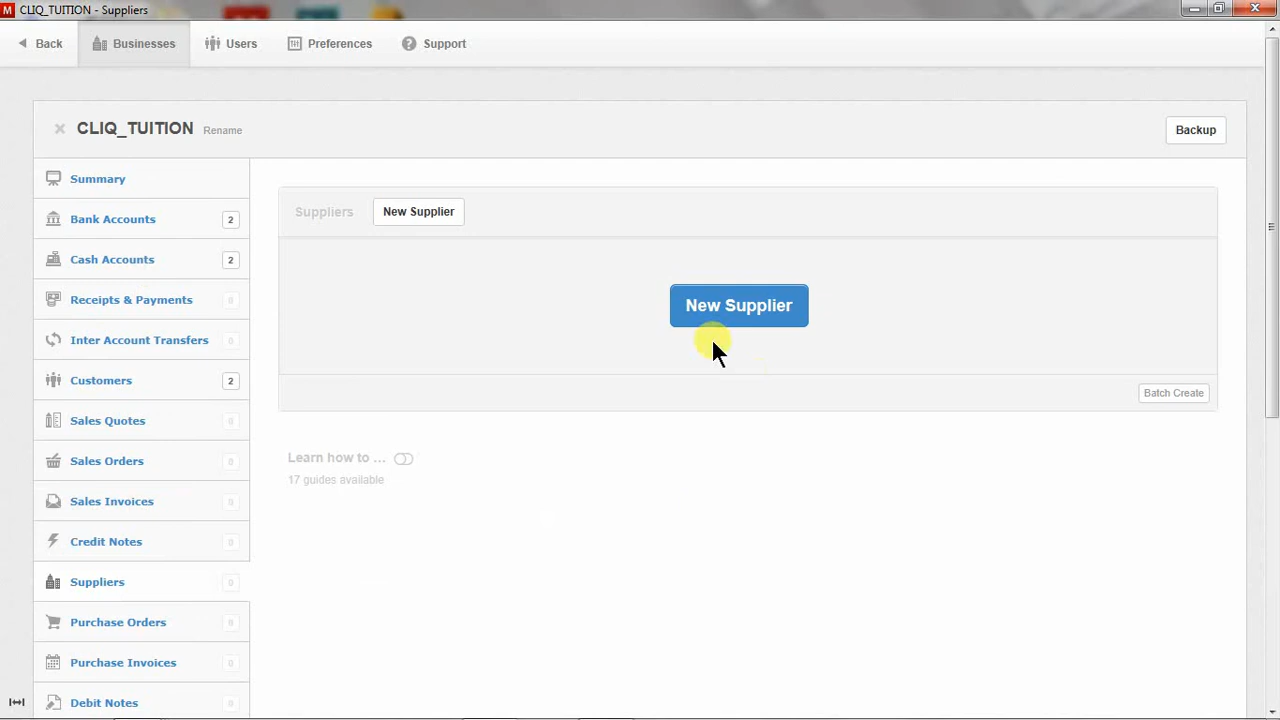 CLIQ_TUITION - Suppliers
Back
Businesses
Users
Preferences
Support
CLIQ_TUITION Rename
Backup
Summary
Bank Accounts 2
Cash Accounts 2
Receipts & Payments 0
Inter Account Transfers 0
Customers 2
Sales Quotes 0
Sales Orders 0
Sales Invoices 0
Credit Notes 0
Suppliers 0
Purchase Orders 0
Purchase Invoices 0
Debit Notes 0
Suppliers
New Supplier
New Supplier
Batch Create
Learn how to ...
17 guides available